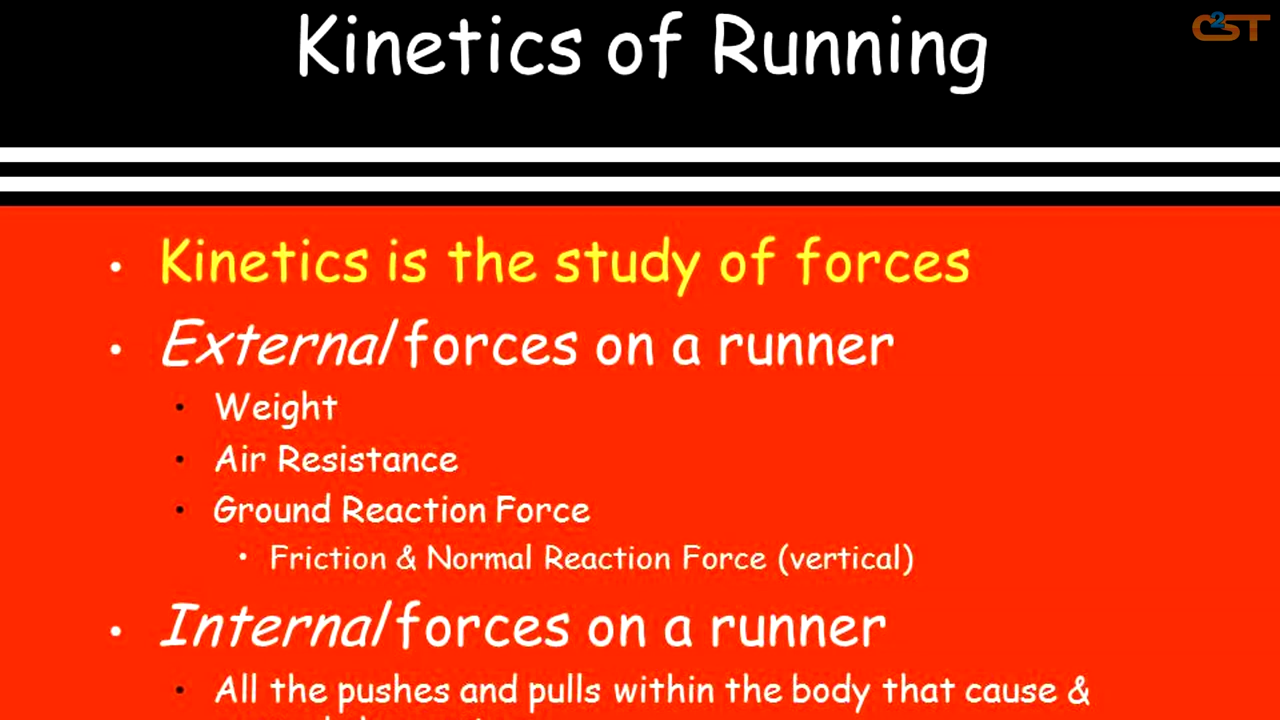 Kinetics of Running
C2ST
• Kinetics is the study of forces
• External forces on a runner
• Weight
• Air Resistance
• Ground Reaction Force
• Friction & Normal Reaction Force (vertical)
• Internal forces on a runner
• All the pushes and pulls within the body that cause &